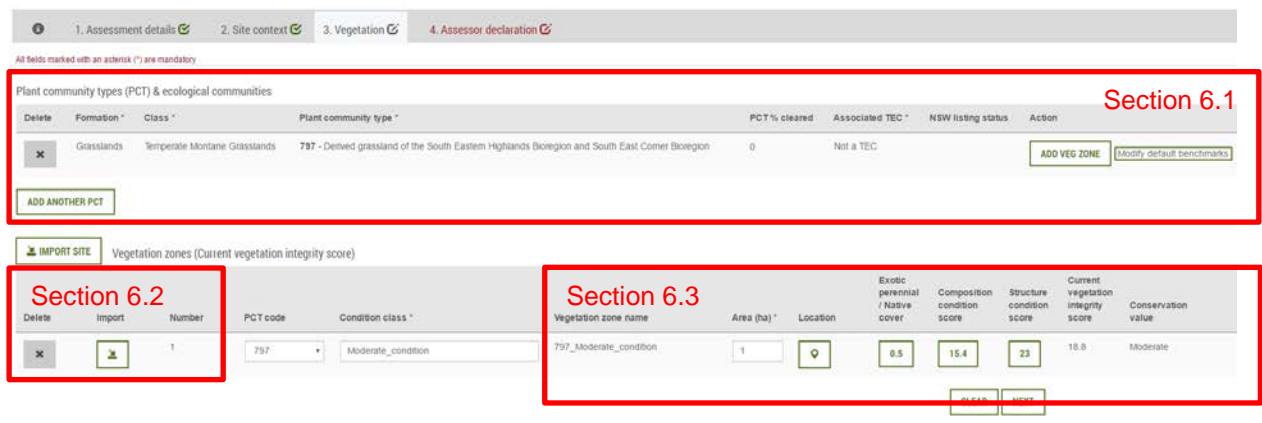 1. Assessment details 2. Site context 3. Vegetation 4. Assessor declaration
All fields marked with an asterisk (*) are mandatory
Plant community types (PCT) & ecological communities
Section 6.1
Delete Formation * Class * Plant community type * PCT % cleared Associated TEC * NSW listing status Action
Grasslands Temperate Montane Grasslands 797 - Derived grassland of the South Eastern Highlands Bioregion and South East Corner Bioregion 0 Not a TEC ADD VEG ZONE Modify default benchmarks
ADD ANOTHER PCT
IMPORT SITE Vegetation zones (Current vegetation integrity score)
Section 6.2
Section 6.3
Delete Import Number PCT code Condition class * Vegetation zone name Area (ha) * Location Exotic perennial / Native cover Composition condition score Structure condition score Current vegetation integrity score Conservation value
1 797 Moderate_condition 797_Moderate_condition 1 0.5 15.4 23 18.8 Moderate
CLEAR NEXT